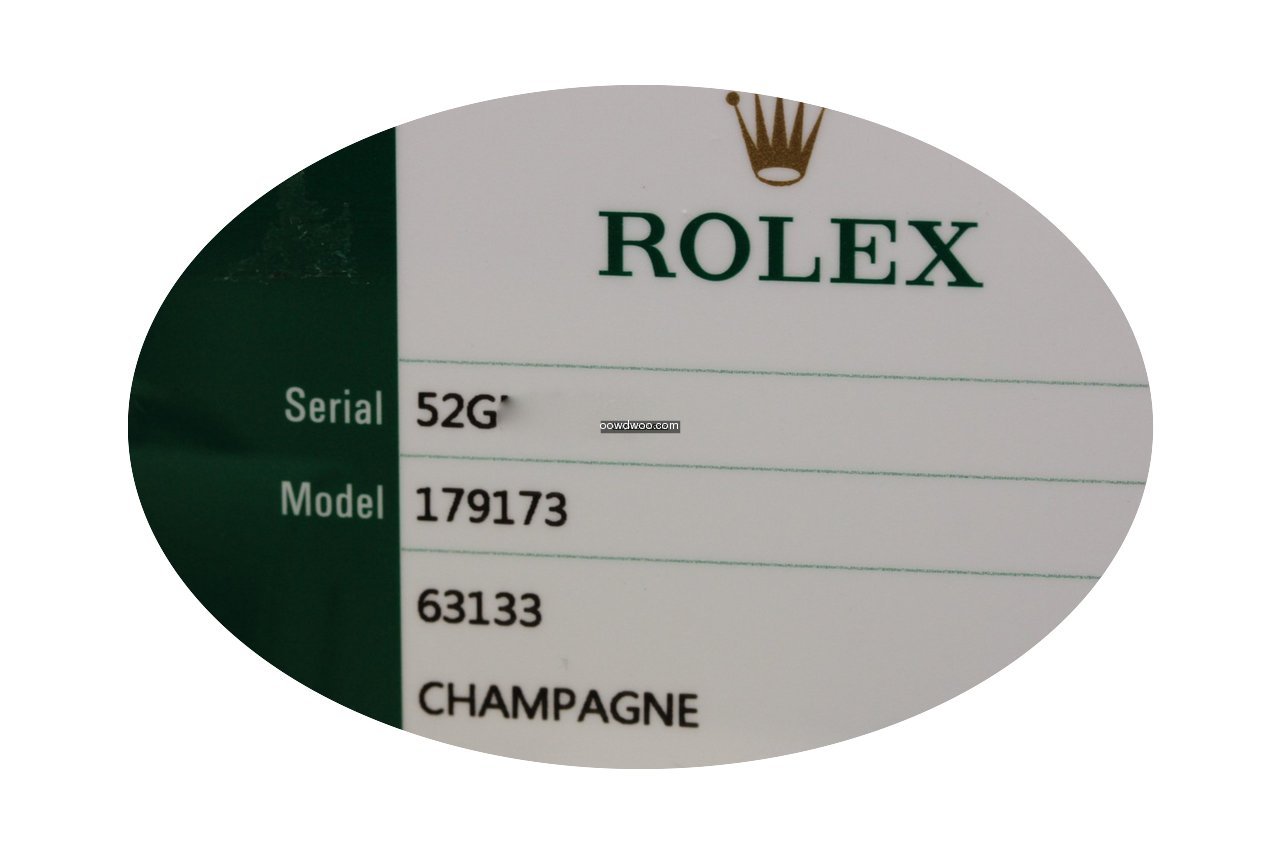 ROLEX
Serial 52G
oowdwoo.com
Model 179173
63133
CHAMPAGNE